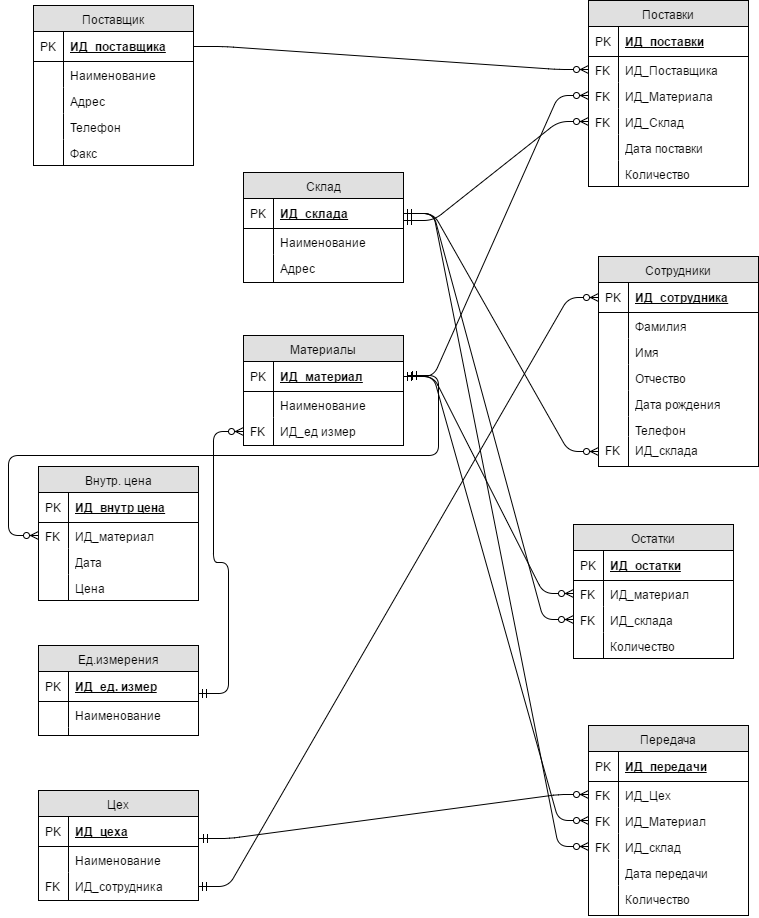 Поставщик
PK ИД_поставщика
Наименование
Адрес
Телефон
Факс
Поставки
PK ИД_поставки
FK ИД_Поставщика
FK ИД_Материала
FK ИД_Склад
Дата поставки
Количество
Склад
PK ИД_склада
Наименование
Адрес
Сотрудники
PK ИД_сотрудника
Фамилия
Имя
Отчество
Дата рождения
Телефон
FK ИД_склада
Материалы
PK ИД_материал
Наименование
FK ИД_ед измер
Внутр. цена
PK ИД_внутр цена
FK ИД_материал
Дата
Цена
Остатки
PK ИД_остатки
FK ИД_материал
FK ИД_склада
Количество
Ед.измерения
PK ИД_ед. измер
Наименование
Передача
PK ИД_передачи
FK ИД_Цех
FK ИД_Материал
FK ИД_склад
Дата передачи
Количество
Цех
PK ИД_цеха
Наименование
FK ИД_сотрудника